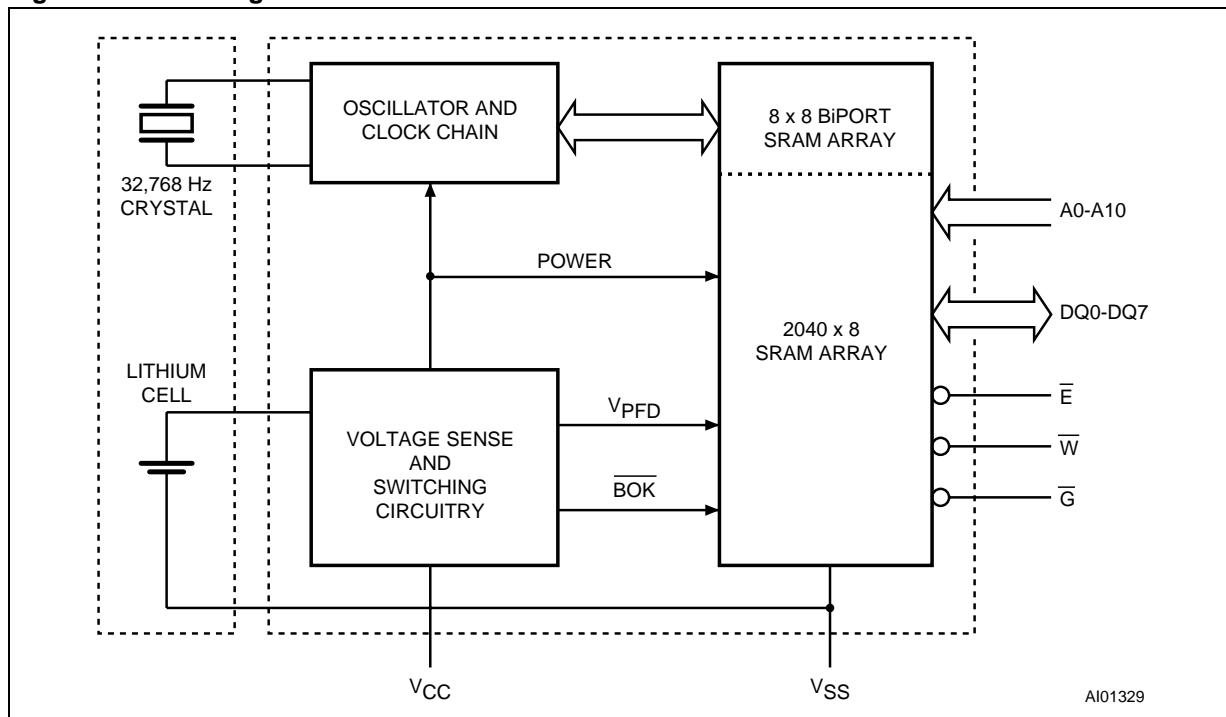 OSCILLATOR AND
CLOCK CHAIN
8 x 8 BiPORT
SRAM ARRAY
32,768 Hz
CRYSTAL
A0-A10
POWER
DQ0-DQ7
2040 x 8
SRAM ARRAY
LITHIUM
CELL
VPFD
E̅
VOLTAGE SENSE
AND
SWITCHING
CIRCUITRY
W̅
B̅O̅K̅
G̅
VCC
VSS
AI01329